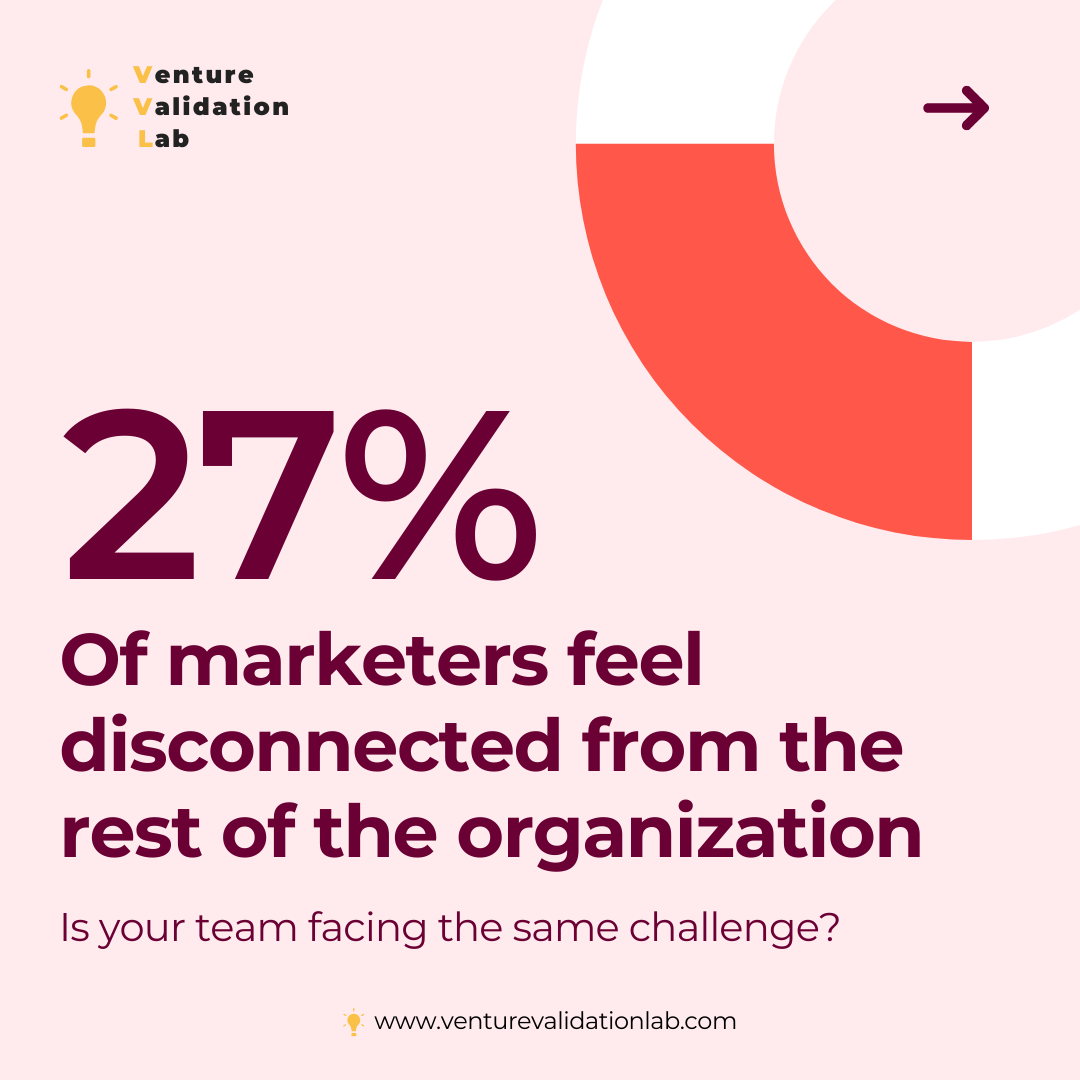 Venture
Validation
Lab
27%
Of marketers feel
disconnected from the
rest of the organization
Is your team facing the same challenge?
www.venturevalidationlab.com